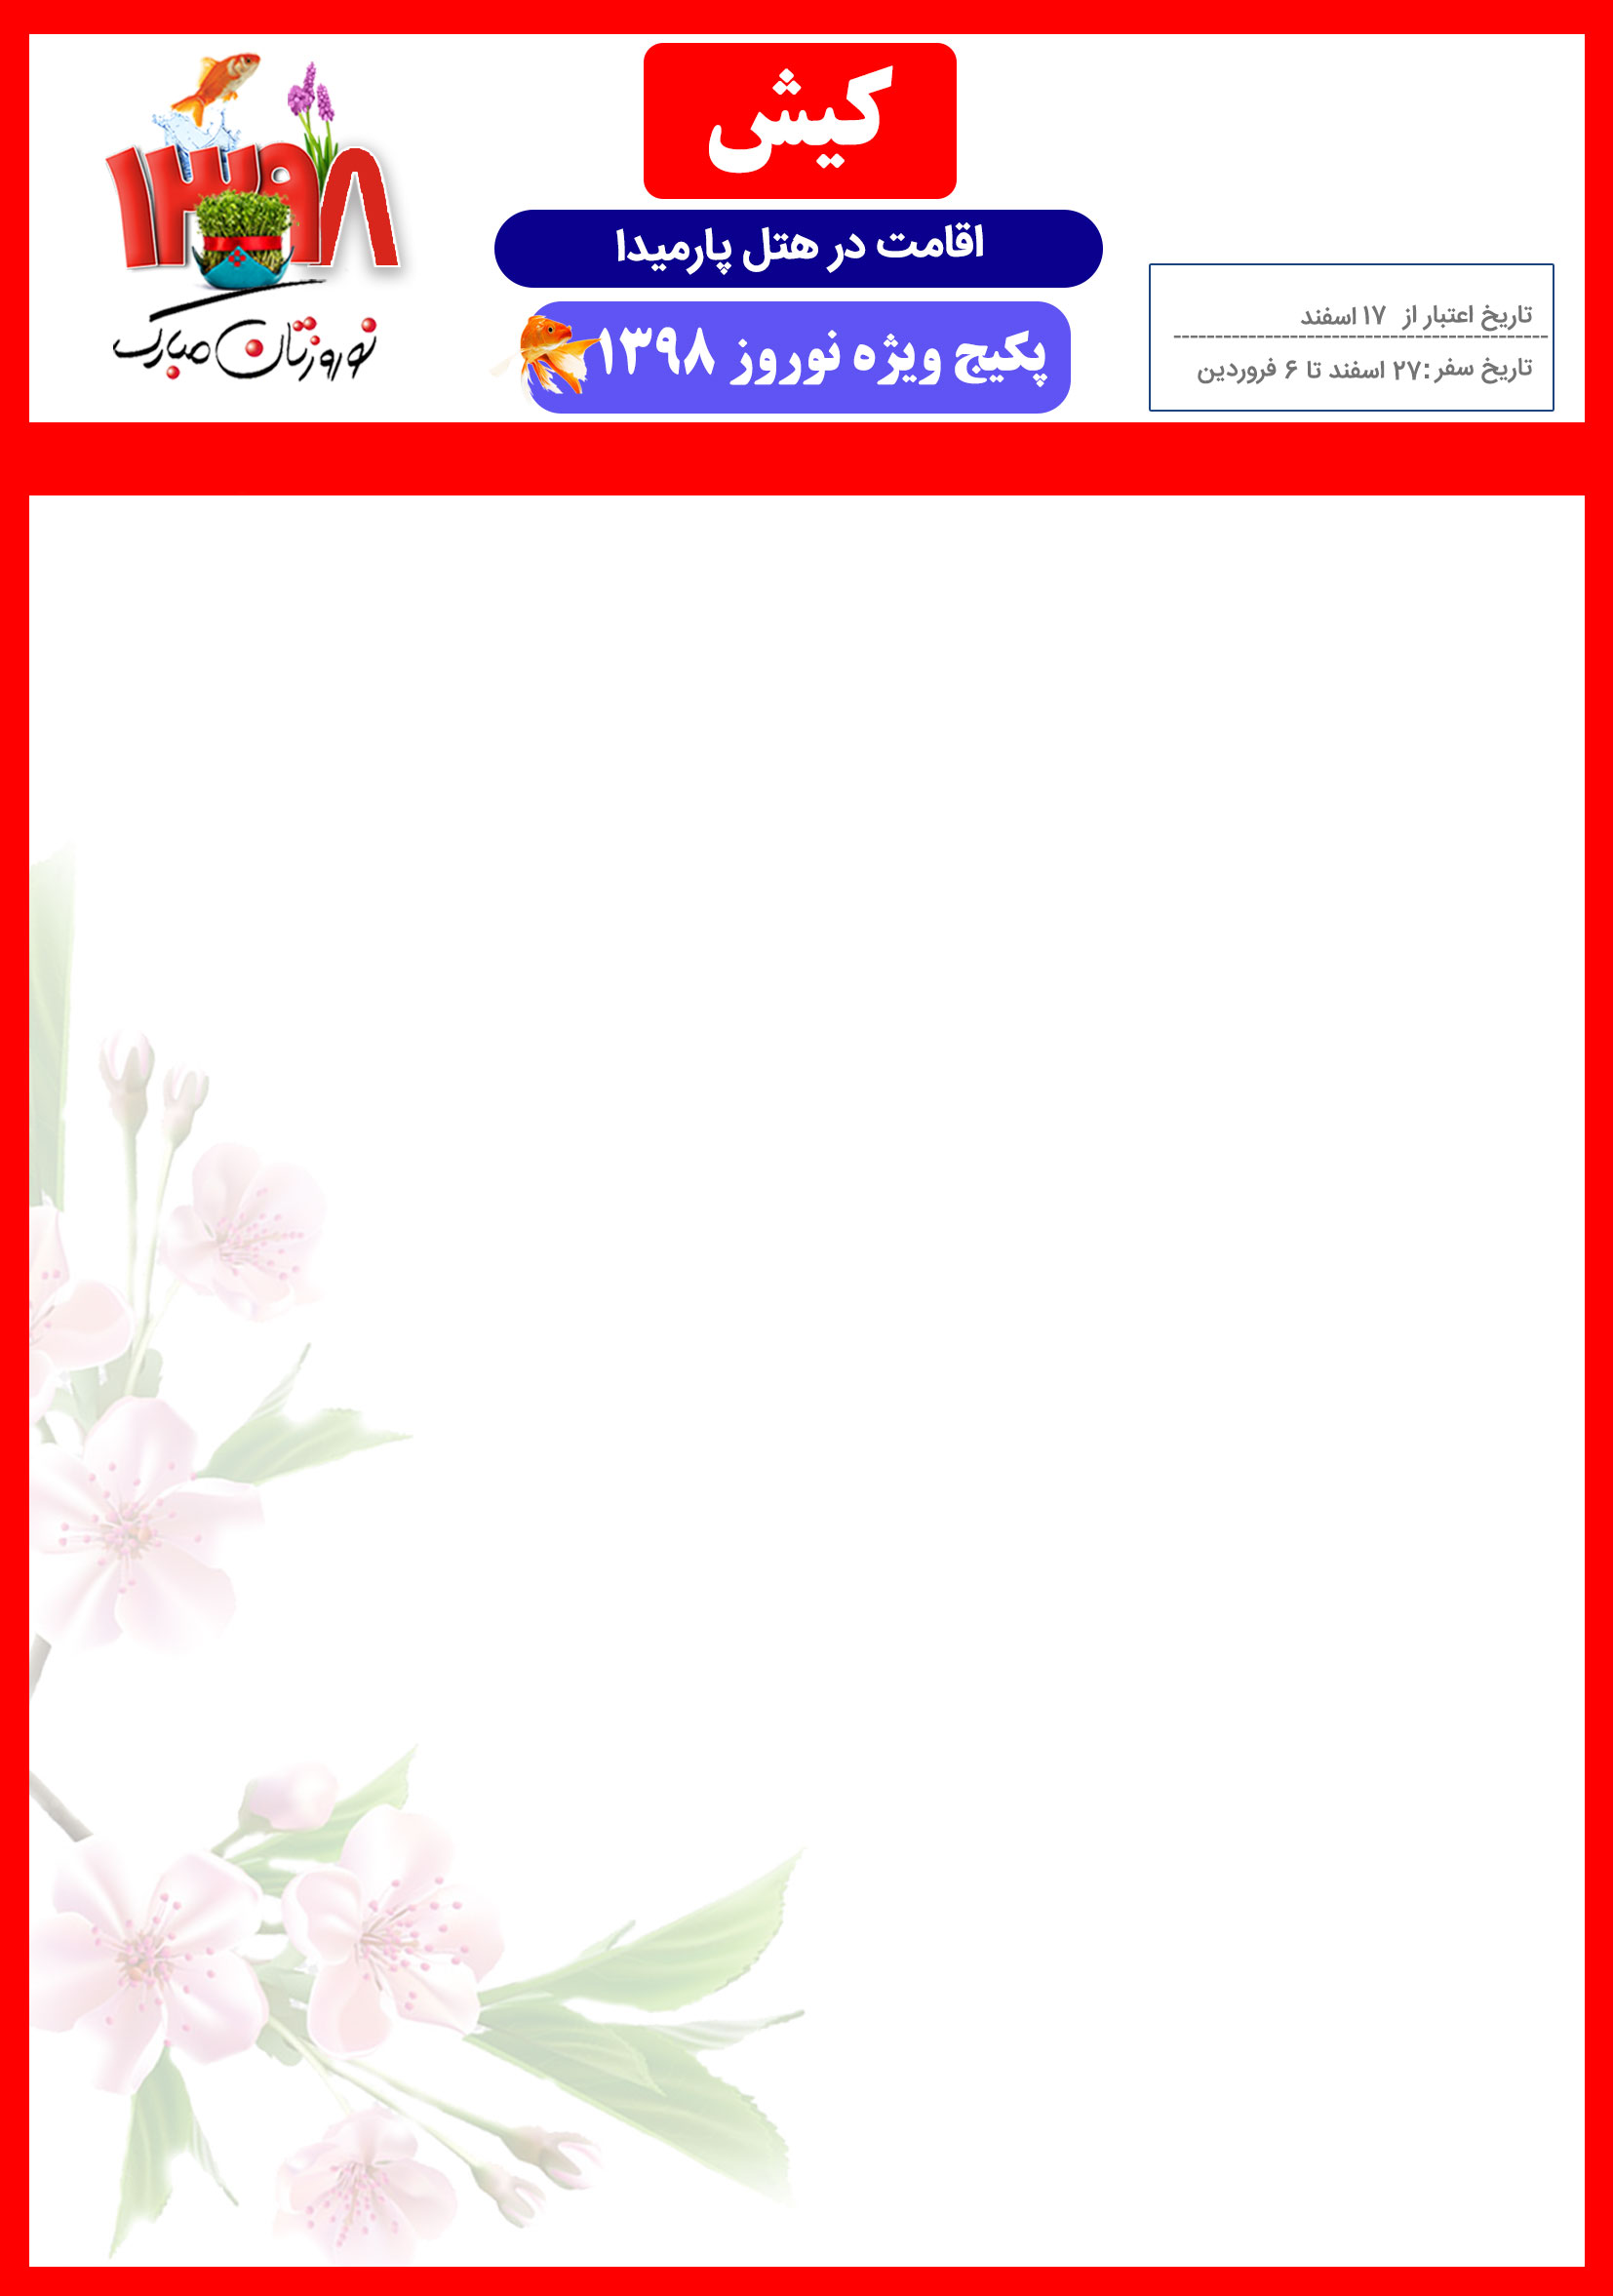 کیش
اقامت در هتل پارمیدا
پکیج ویژه نوروز ۱۳۹۸
تاریخ اعتبار از ۱۷ اسفند
تاریخ سفر :۲۷ اسفند تا ۶ فروردین
۱۳۹۸
نوروزتان مبارک